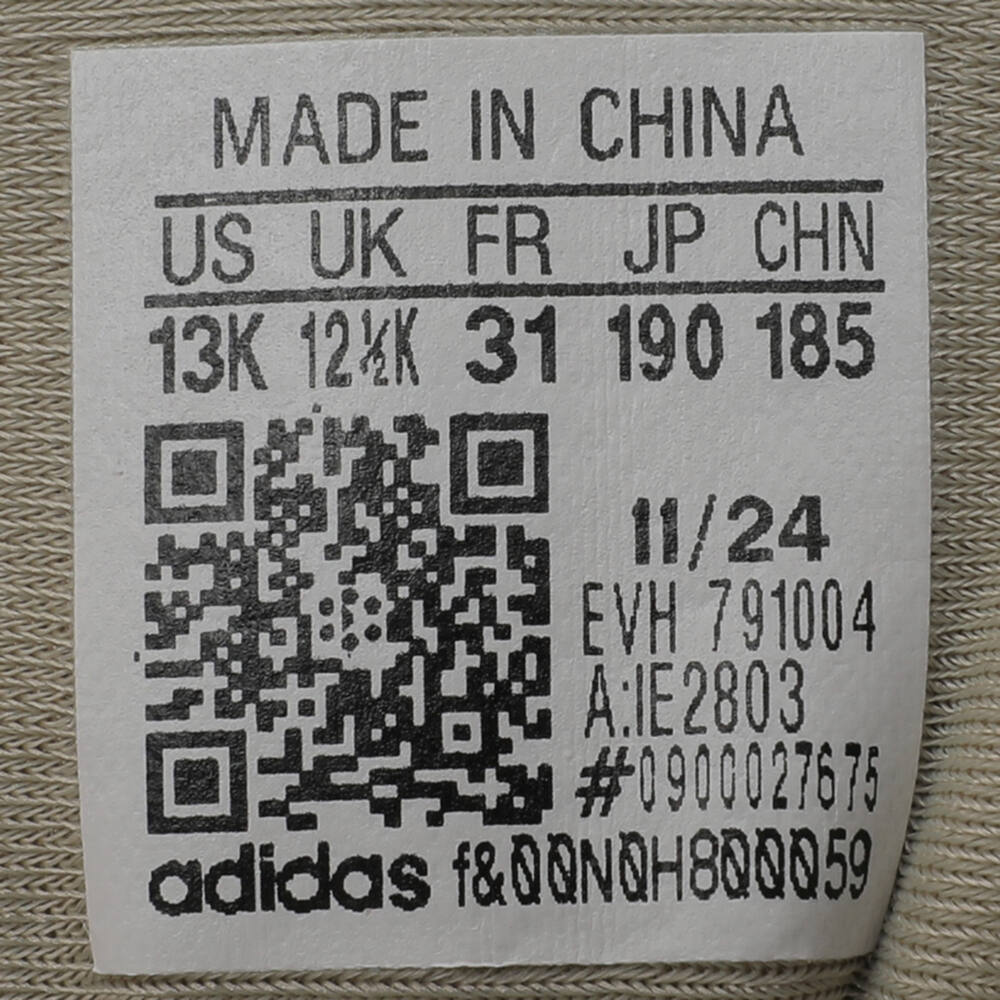 MADE IN CHINA
US UK FR JP CHN
13K 12½K 31 190 185
11/24
EVH 791004
A:IE2803
#0900027675
adidas f&00N0H8000059